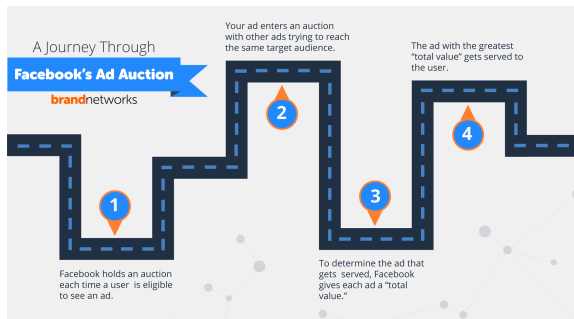 A Journey Through
Facebook's Ad Auction
brandnetworks
1
Facebook holds an auction
each time a user is eligible
to see an ad.
Your ad enters an auction
with other ads trying to reach
the same target audience.
2
3
To determine the ad that
gets served, Facebook
gives each ad a "total
value."
The ad with the greatest
"total value" gets served to
the user.
4